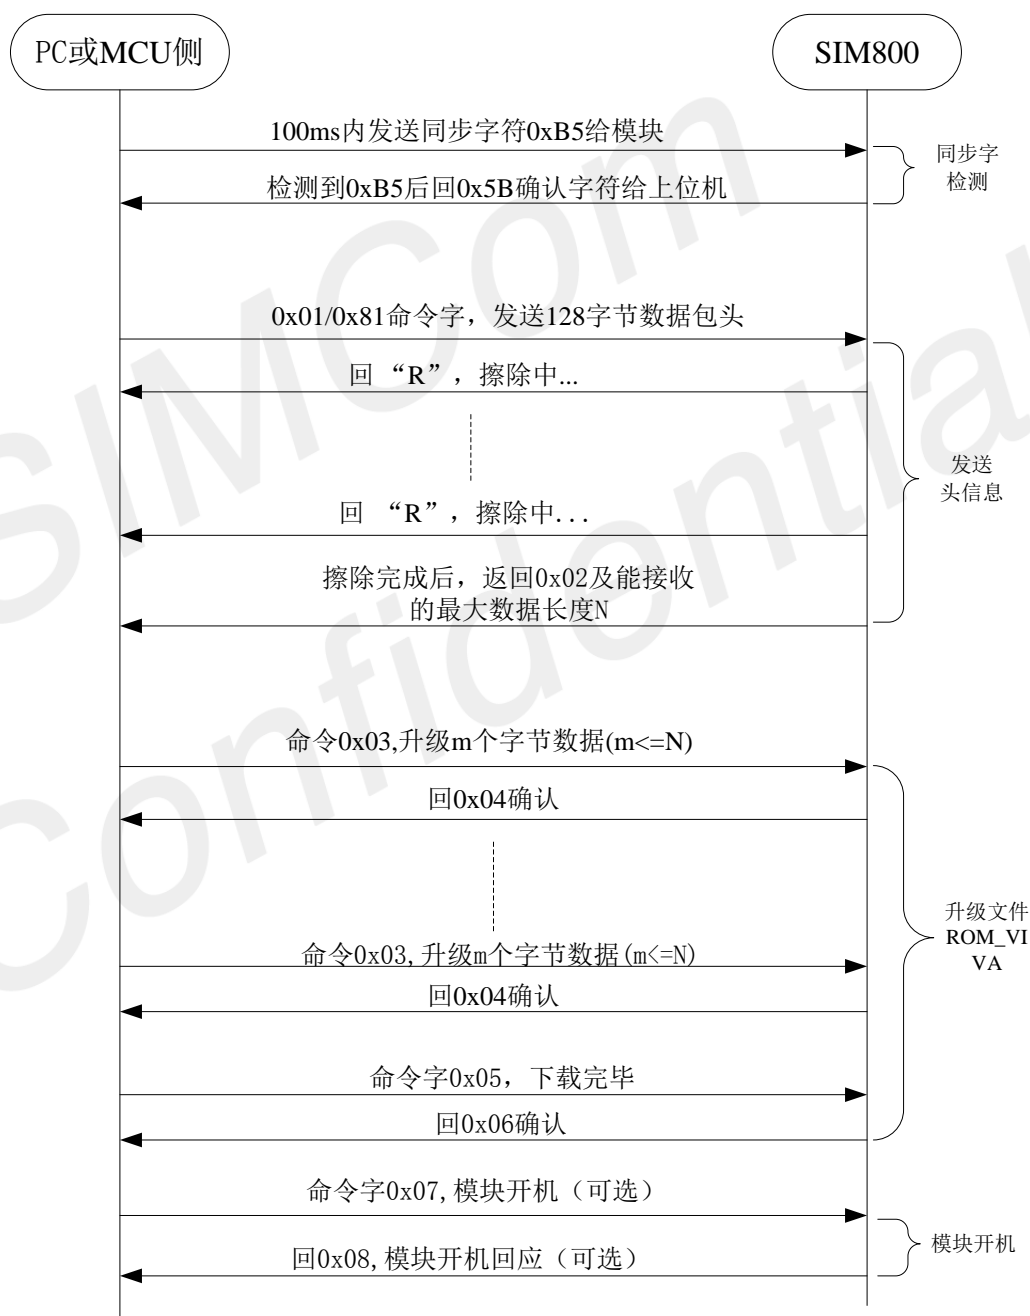 PC或MCU侧
SIM800
100ms内发送同步字符0xB5给模块
检测到0xB5后回0x5B确认字符给上位机
同步字
检测
0x01/0x81命令字，发送128字节数据包头
回 “R”，擦除中...
回 “R”，擦除中...
擦除完成后，返回0x02及能接收
的最大数据长度N
发送
头信息
命令0x03,升级m个字节数据(m<=N)
回0x04确认
命令0x03,升级m个字节数据(m<=N)
回0x04确认
命令字0x05，下载完毕
回0x06确认
升级文件
ROM_VI
VA
命令字0x07,模块开机（可选）
回0x08,模块开机回应（可选）
模块开机
SIMCom
Confidential